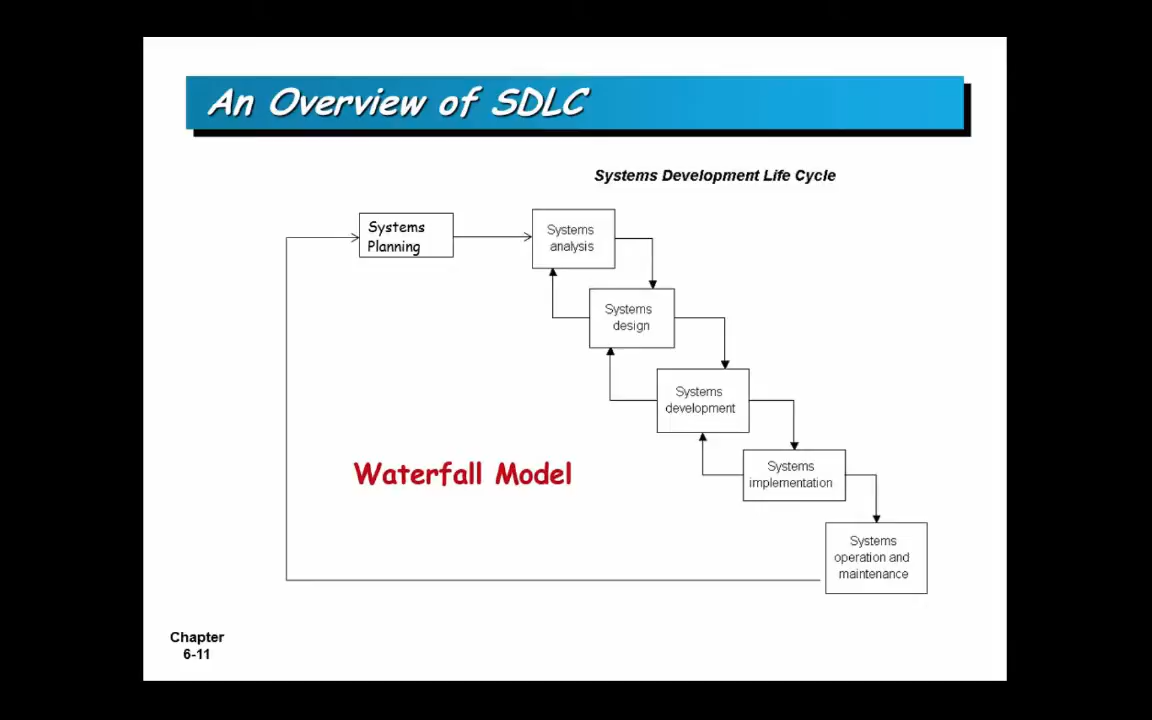 An Overview of SDLC
Systems Development Life Cycle
Systems
Planning
Systems
analysis
Systems
design
Systems
development
Waterfall Model
Systems
implementation
Systems
operation and
maintenance
Chapter
6-11